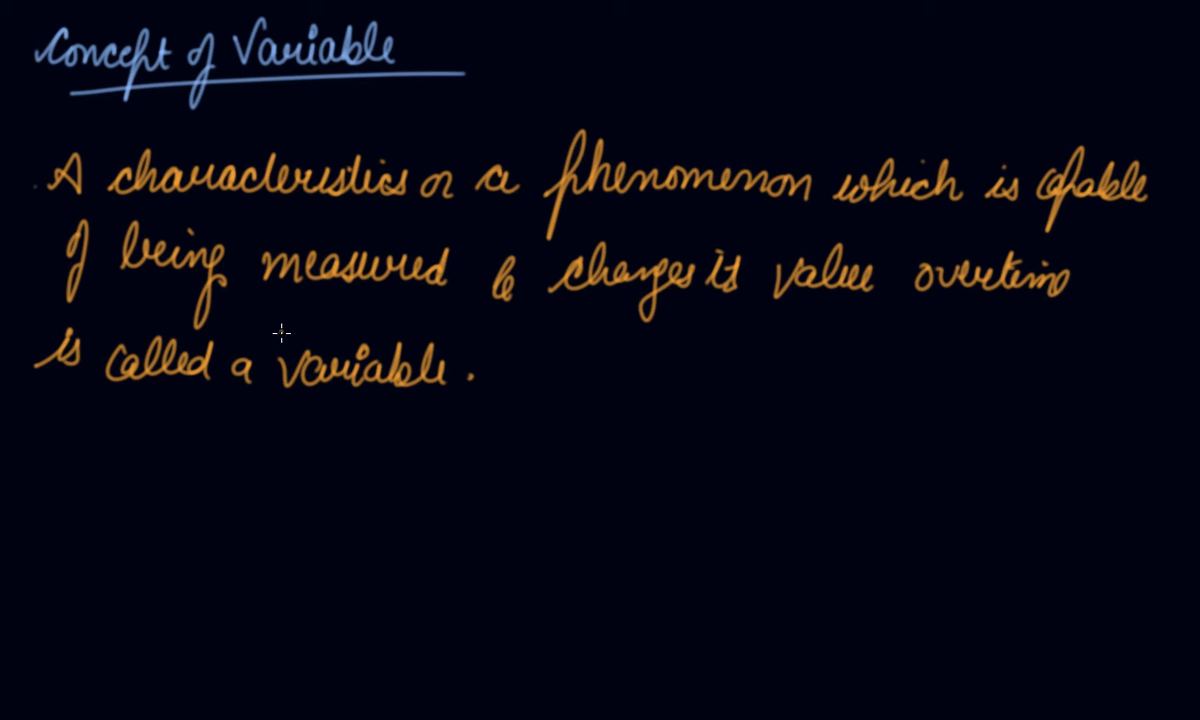 Concept of Variable
A characteristics or a phenomenon which is capable
of being measured & changes its value overtime
is called a variable.